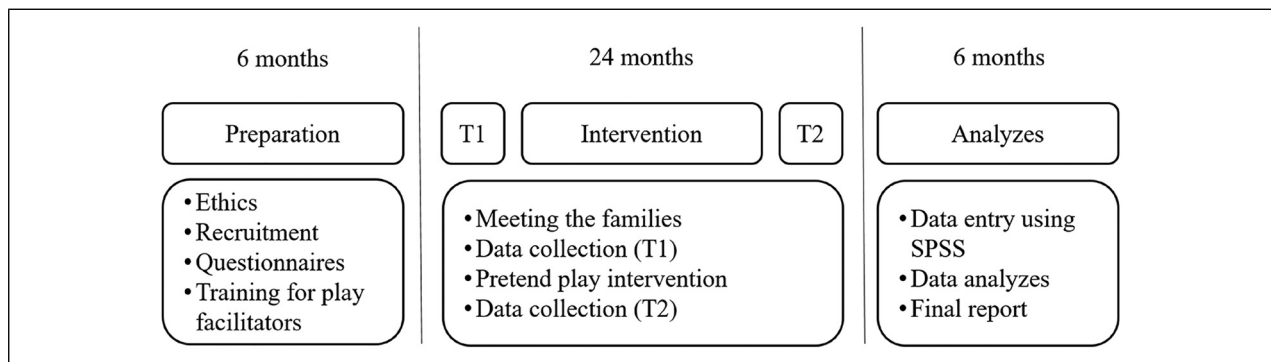 6 months
24 months
6 months
Preparation
T1
Intervention
T2
Analyzes
•Ethics
•Recruitment
•Questionnaires
•Training for play
facilitators
•Meeting the families
•Data collection (T1)
•Pretend play intervention
•Data collection (T2)
•Data entry using
SPSS
•Data analyzes
•Final report